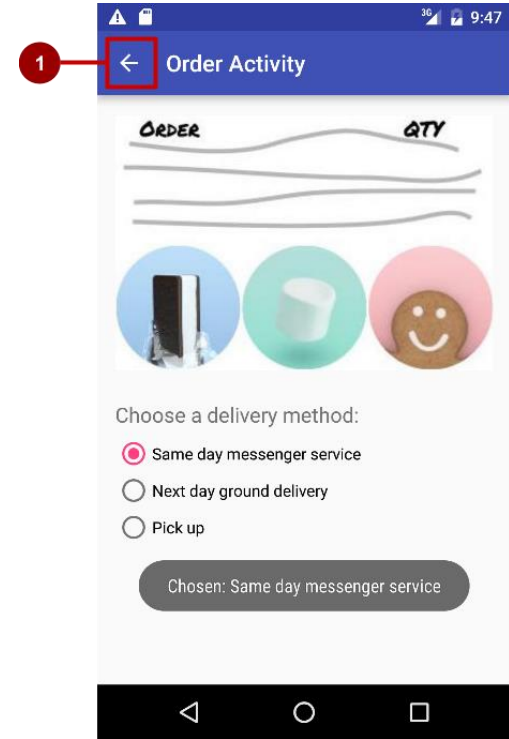 3G 9:47
1
Order Activity
ORDER QTY
Choose a delivery method:
Same day messenger service
Next day ground delivery
Pick up
Chosen: Same day messenger service